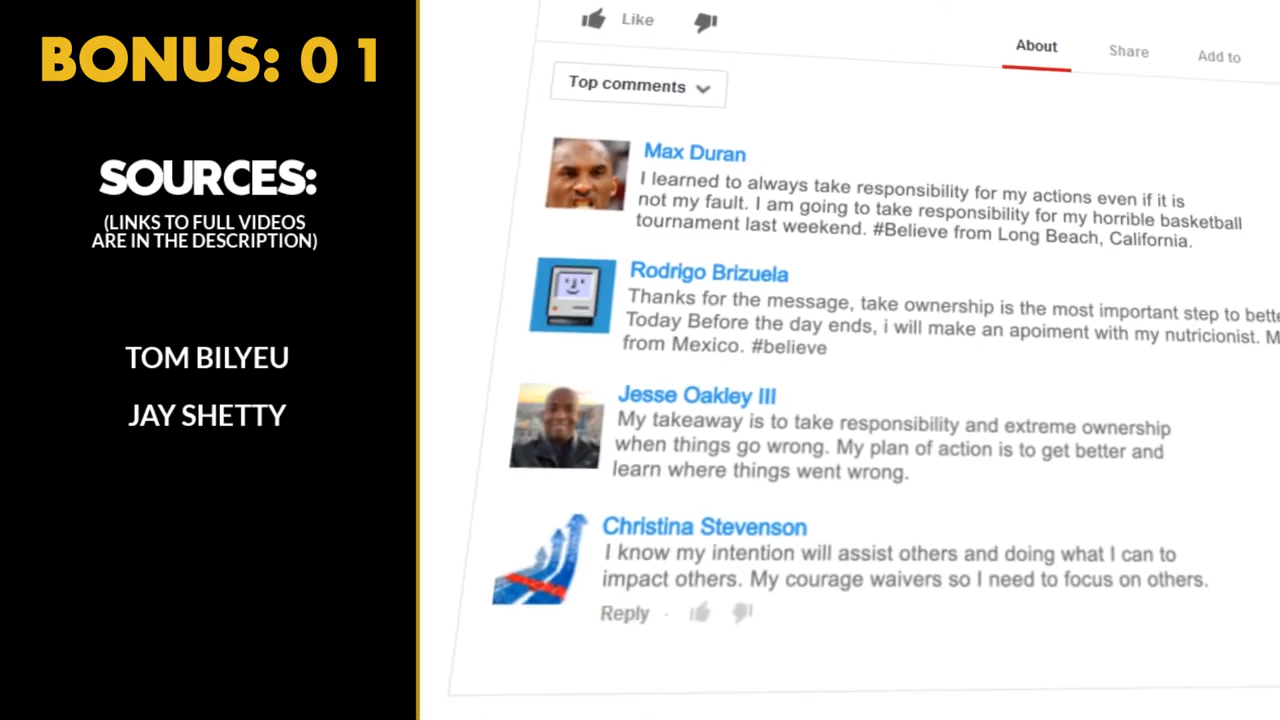 BONUS: 01
SOURCES:
(LINKS TO FULL VIDEOS
ARE IN THE DESCRIPTION)
TOM BILYEU
JAY SHETTY
Like
About Share Add to
Top comments
Max Duran
I learned to always take responsibility for my actions even if it is
not my fault. I am going to take responsibility for my horrible basketball
tournament last weekend. #Believe from Long Beach, California.
Rodrigo Brizuela
Thanks for the message, take ownership is the most important step to bette
Today Before the day ends, i will make an apoiment with my nutricionist. M
from Mexico. #believe
Jesse Oakley III
My takeaway is to take responsibility and extreme ownership
when things go wrong. My plan of action is to get better and
learn where things went wrong.
Christina Stevenson
I know my intention will assist others and doing what I can to
impact others. My courage waivers so I need to focus on others.
Reply -